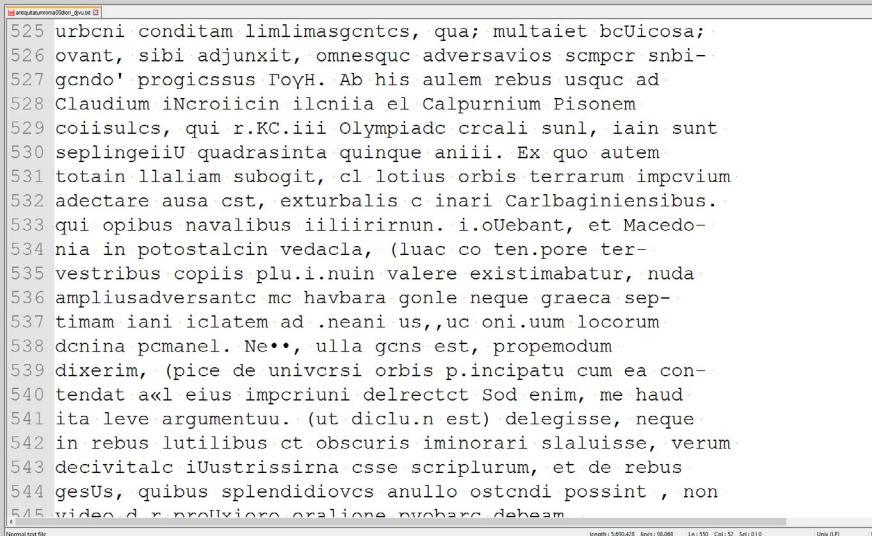 antiquitatumroma00dion_djvu.txt
525 urbcni conditam limlimasgcntcs, qua; multaiet bcUicosa;
526 ovant, sibi adjunxit, omnesquc adversavios scmpcr snbi-
527 gcndo' progicssus ГoγH. Ab his aulem rebus usquc ad
528 Claudium iNcroiicin ilcniia el Calpurnium Pisonem
529 coiisulcs, qui r.KC.iii Olympiadc crcali sunl, iain sunt
530 seplingeiiU quadrasinta quinque aniii. Ex quo autem
531 totain llaliam subogit, cl lotius orbis terrarum impcvium
532 adectare ausa cst, exturbalis c inari Carlbaginiensibus.
533 qui opibus navalibus iiliirirnun. i.oUebant, et Macedo-
534 nia in potostalcin vedacla, (luac co ten.pore ter-
535 vestribus copiis plu.i.nuin valere existimabatur, nuda
536 ampliusadversantc mc havbara gonle neque graeca sep-
537 timam iani iclatem ad .neani us,,uc oni.uum locorum
538 dcnina pcmanel. Ne••, ulla gcns est, propemodum
539 dixerim, (pice de univcrsi orbis p.incipatu cum ea con-
540 tendat a«l eius impcriuni delrectct Sod enim, me haud
541 ita leve argumentuu. (ut diclu.n est) delegisse, neque
542 in rebus lutilibus ct obscuris iminorari slaluisse, verum
543 decivitalc iUustrissirna csse scriplurum, et de rebus
544 gesUs, quibus splendidiovcs anullo ostcndi possint , non
545 video d r proUxioro oralione pvobarc debeam
Normal text file length : 5,690,428 lines : 98,068 Ln : 550 Col : 52 Sel : 0 | 0 Unix (LF)